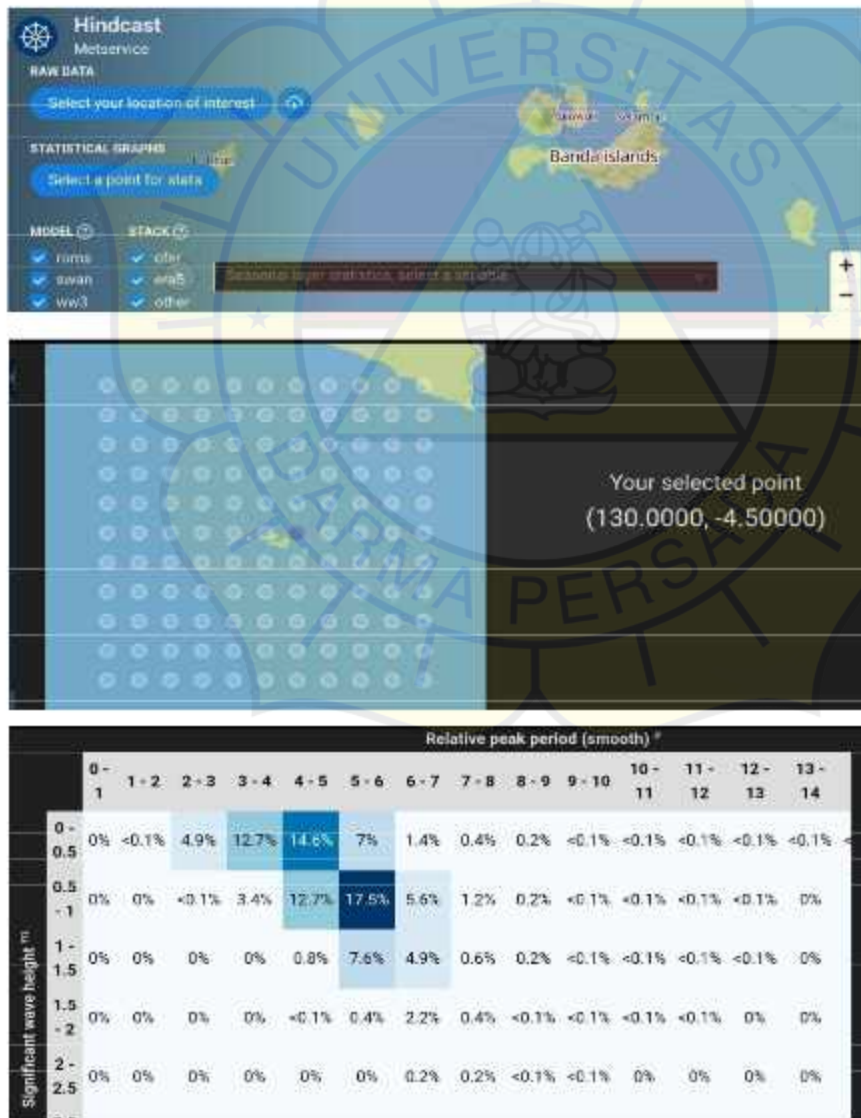 Hindcast
Metservice
RAW DATA
Select your location of interest
STATISTICAL GRAPHS
Select a point for stats
Banda islands
MODEL STACK
roms ofer
swan era5
ww3 other
Seasonal layer statistics, select a variable
+
−
UNIVERSITAS
DARMA PERSADA
Your selected point
(130.0000, -4.50000)
Relative peak period (smooth) s
0 - 1 1 - 2 2 - 3 3 - 4 4 - 5 5 - 6 6 - 7 7 - 8 8 - 9 9 - 10 10 - 11 11 - 12 12 - 13 13 - 14
Significant wave height m
0 - 0.5 0% <0.1% 4.9% 12.7% 14.6% 7% 1.4% 0.4% 0.2% <0.1% <0.1% <0.1% <0.1% <0.1% <
0.5 - 1 0% 0% <0.1% 3.4% 12.7% 17.5% 5.6% 1.2% 0.2% <0.1% <0.1% <0.1% <0.1% 0%
1 - 1.5 0% 0% 0% 0% 0.8% 7.6% 4.9% 0.6% 0.2% <0.1% <0.1% <0.1% <0.1% 0%
1.5 - 2 0% 0% 0% 0% <0.1% 0.4% 2.2% 0.4% <0.1% <0.1% <0.1% <0.1% 0% 0%
2 - 2.5 0% 0% 0% 0% 0% 0% 0.2% 0.2% <0.1% <0.1% 0% 0% 0% 0%